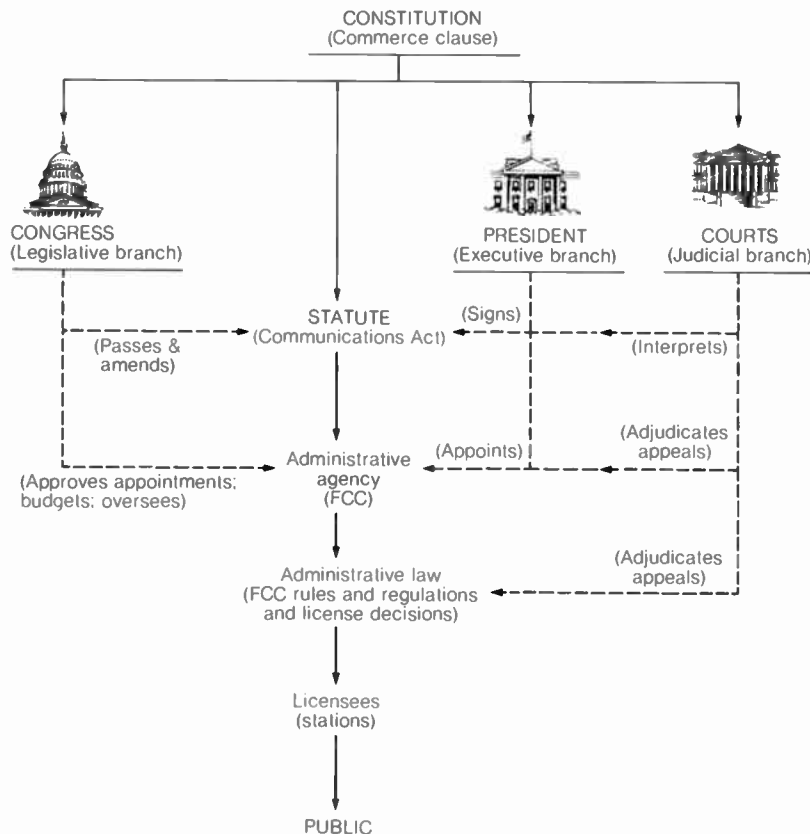 CONSTITUTION
(Commerce clause)
CONGRESS
(Legislative branch)
PRESIDENT
(Executive branch)
COURTS
(Judicial branch)
STATUTE
(Communications Act)
(Signs)
(Passes &
amends)
(Interprets)
(Approves appointments;
budgets; oversees)
Administrative
agency
(FCC)
(Appoints)
(Adjudicates
appeals)
Administrative law
(FCC rules and regulations
and license decisions)
(Adjudicates
appeals)
Licensees
(stations)
PUBLIC